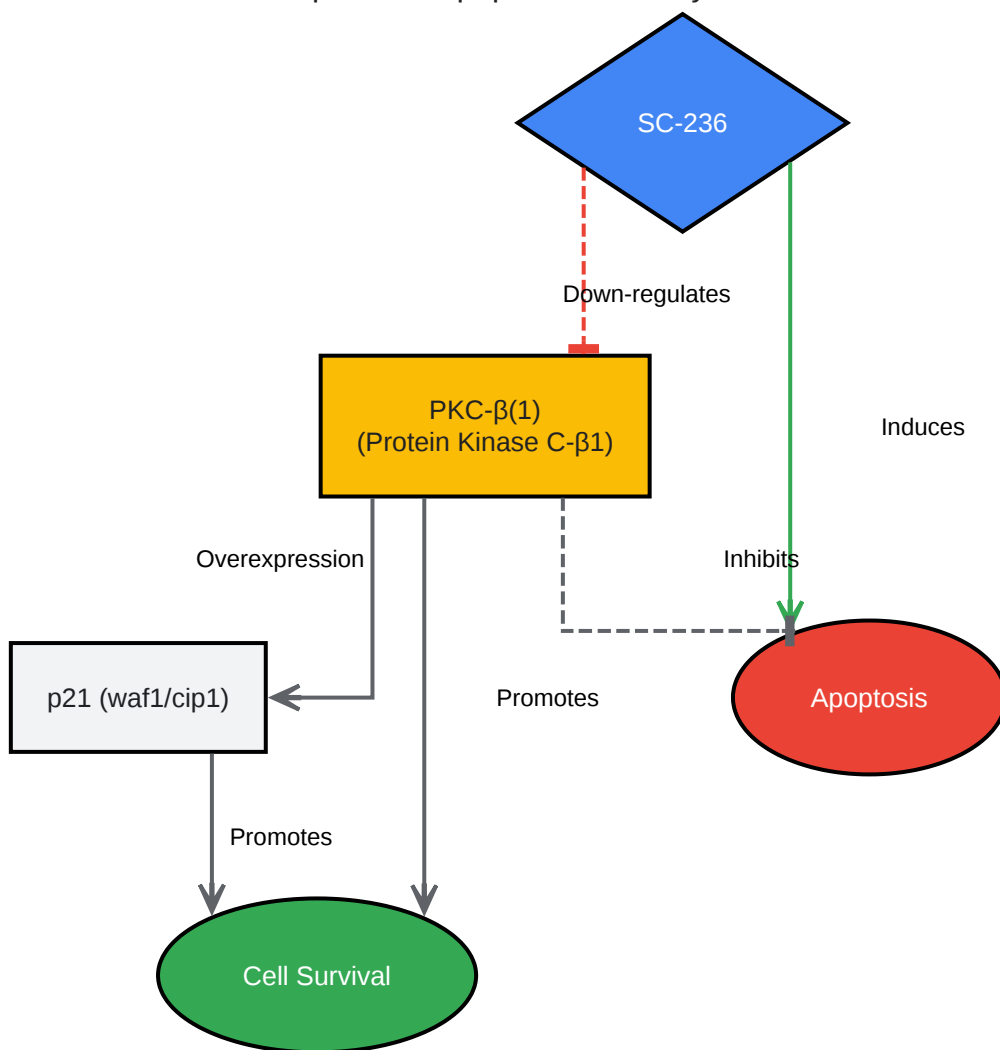 SC-236
Down-regulates
PKC-β(1)
(Protein Kinase C-β1)
Induces
Overexpression
Inhibits
p21 (waf1/cip1)
Promotes
Apoptosis
Promotes
Cell Survival